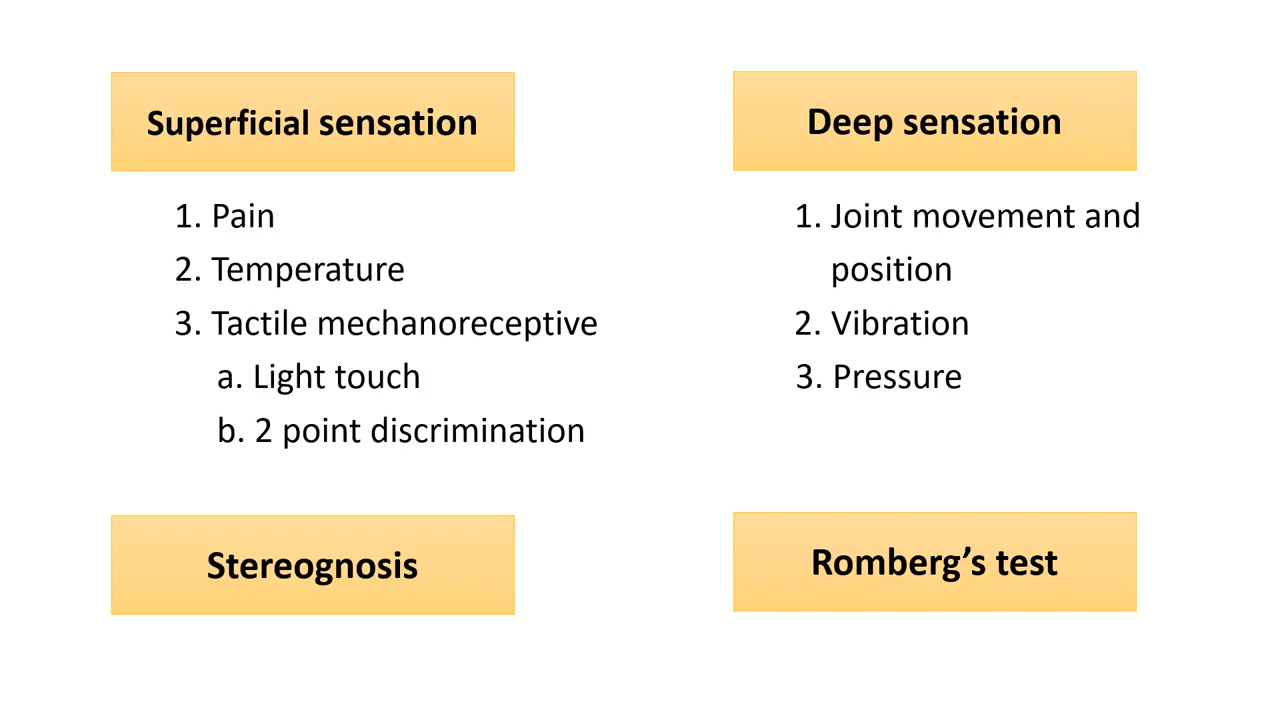 Superficial sensation
1. Pain
2. Temperature
3. Tactile mechanoreceptive
a. Light touch
b. 2 point discrimination
Deep sensation
1. Joint movement and
position
2. Vibration
3. Pressure
Stereognosis
Romberg’s test